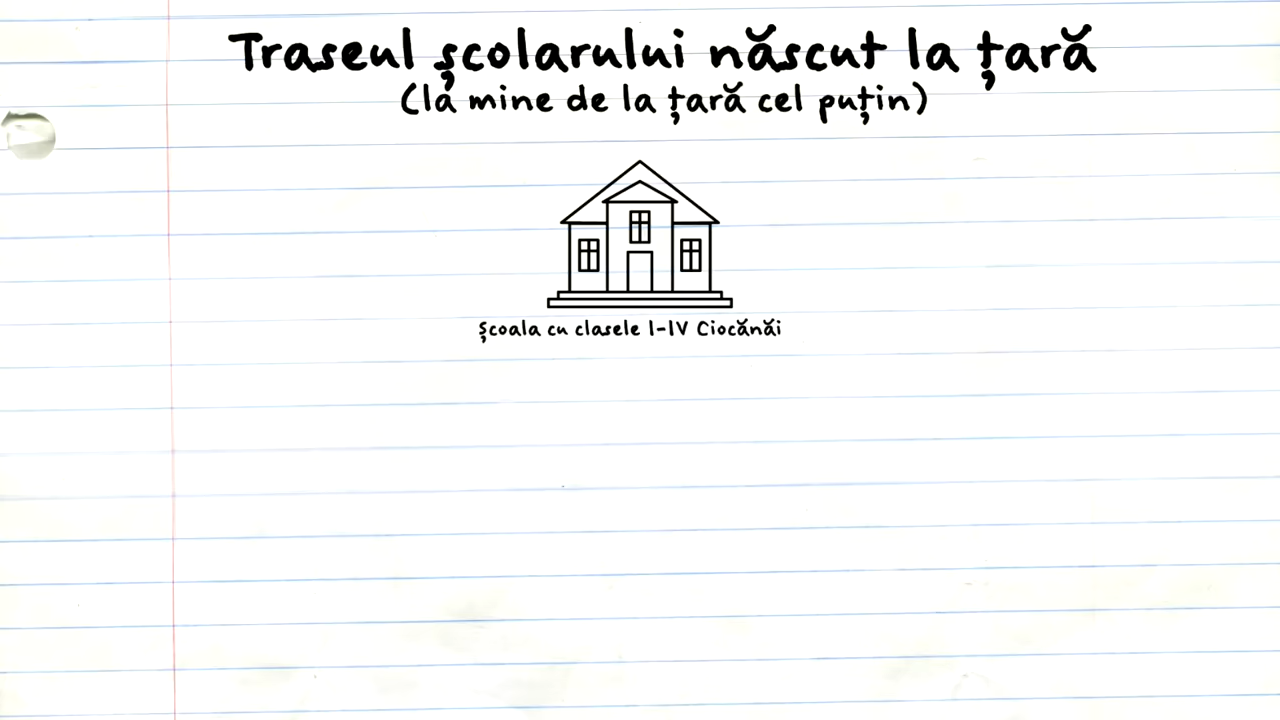 Traseul școlarului născut la țară
(la mine de la țară cel puțin)
Școala cu clasele I-IV Ciocănăi